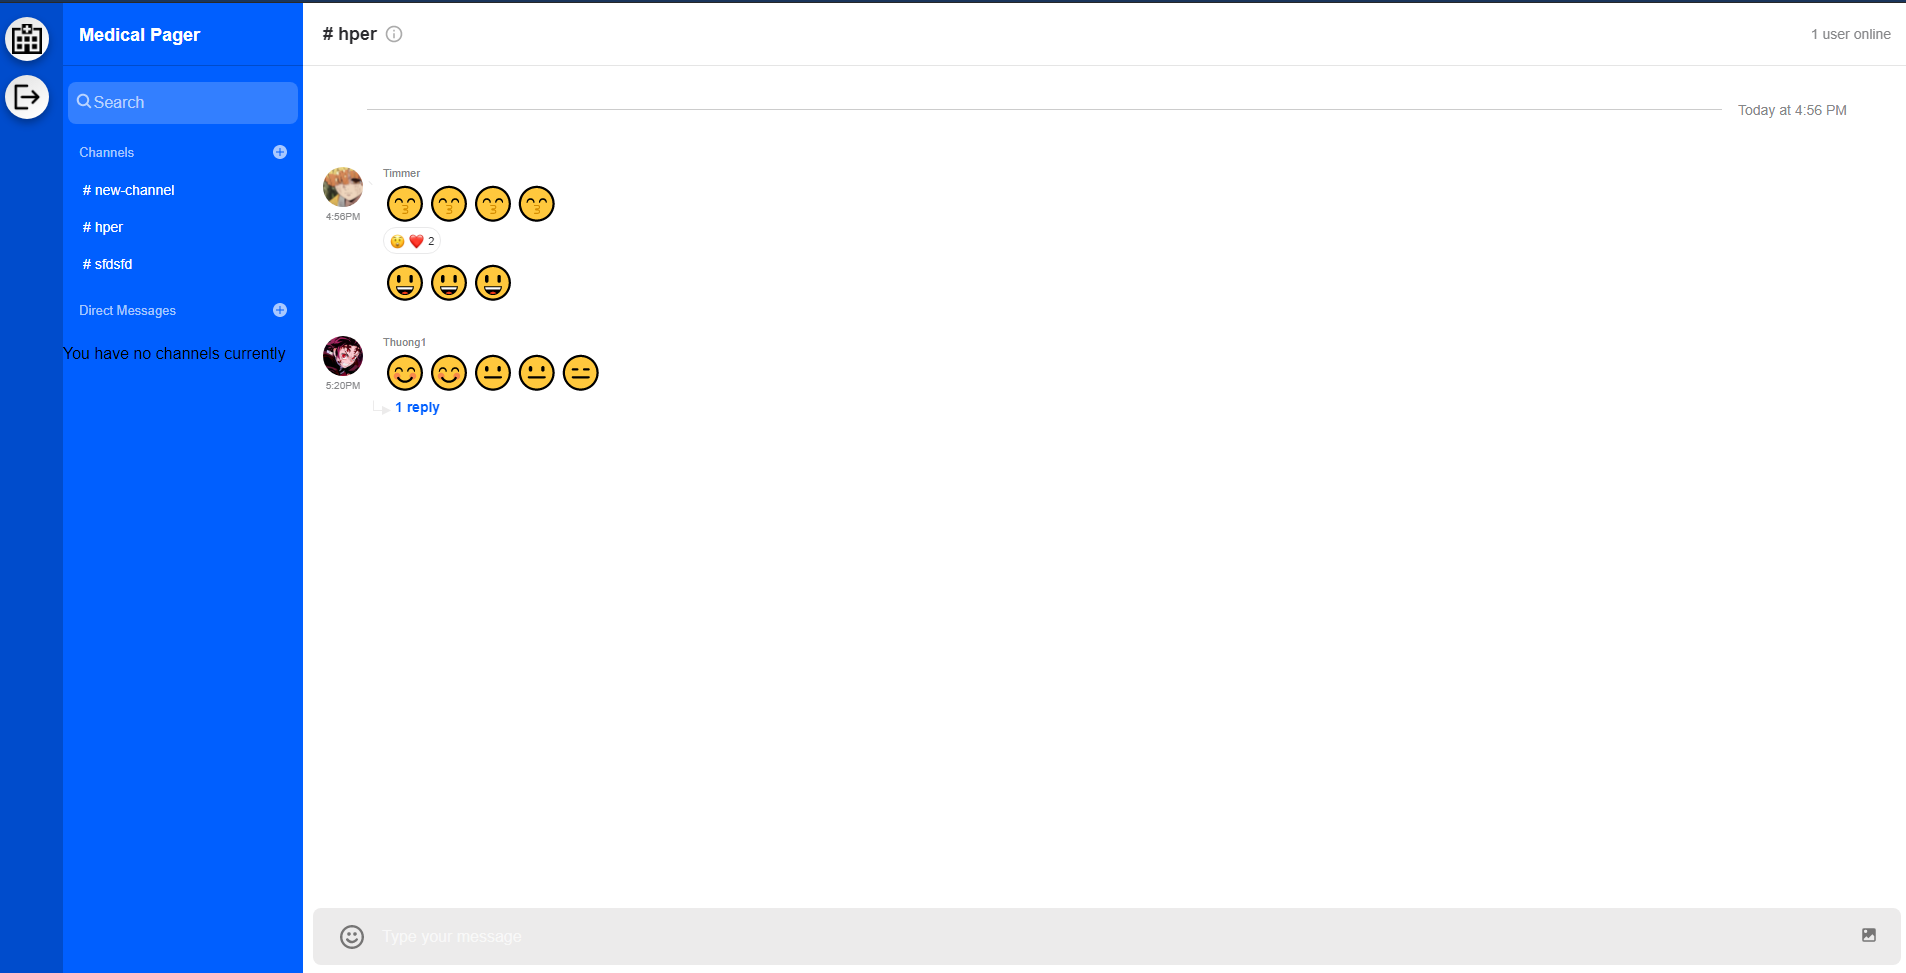 Medical Pager
Search
Channels
# new-channel
# hper
# sfdsfd
Direct Messages
You have no channels currently
# hper
1 user online
Today at 4:56 PM
Timmer
4:56PM
😙 😙 😙 😙
😲 ❤️ 2
😃 😃 😃
Thuong1
5:20PM
😊 😊 😐 😐 😑
1 reply
Type your message